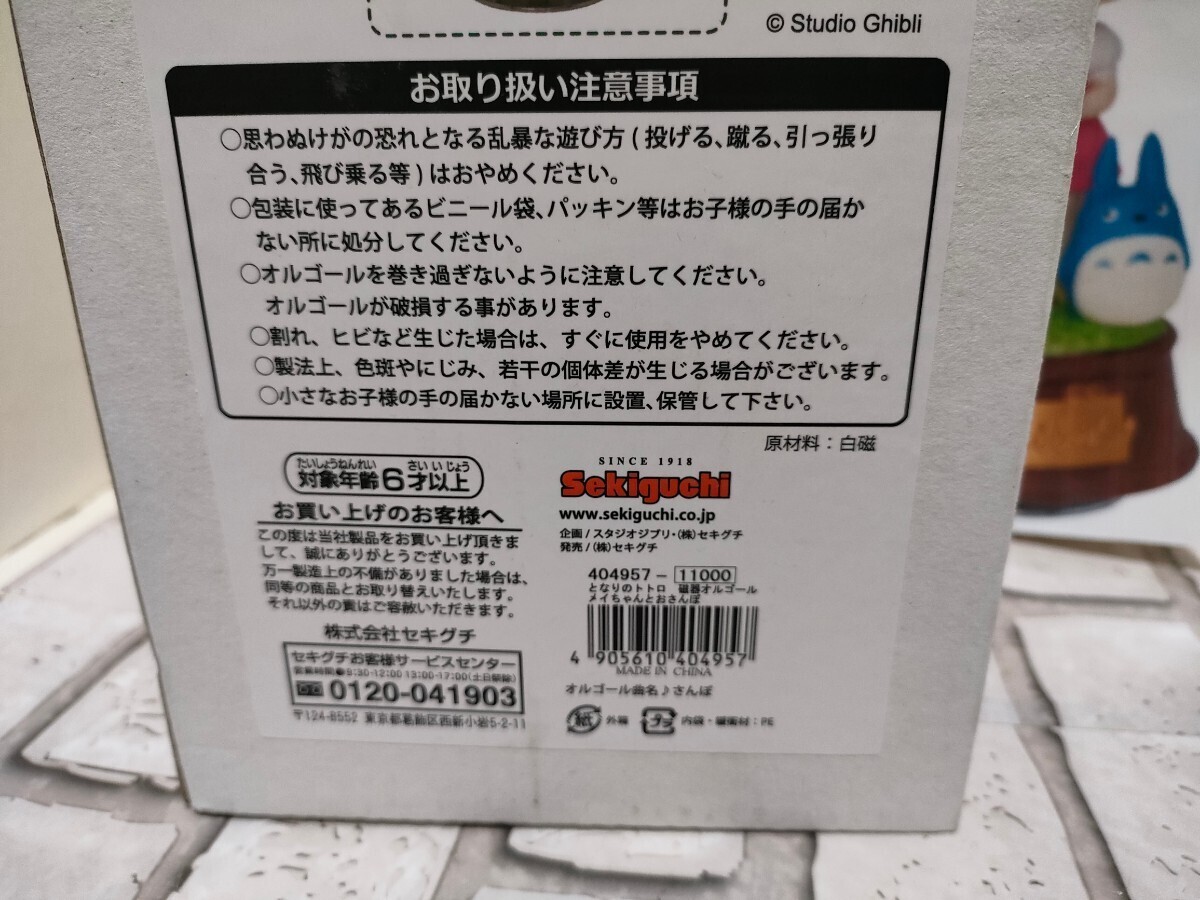 © Studio Ghibli
お取り扱い注意事項
○思わぬけがの恐れとなる乱暴な遊び方(投げる、蹴る、引っ張り
合う、飛び乗る等)はおやめください。
○包装に使ってあるビニール袋、パッキン等はお子様の手の届か
ない所に処分してください。
○オルゴールを巻き過ぎないように注意してください。
オルゴールが破損する事があります。
○割れ、ヒビなど生じた場合は、すぐに使用をやめてください。
○製法上、色斑やにじみ、若干の個体差が生じる場合がございます。
○小さなお子様の手の届かない場所に設置、保管して下さい。
原材料:白磁
たいしょうねんれい さい いじょう
対象年齢6才以上
お買い上げのお客様へ
この度は当社製品をお買い上げ頂きま
して、誠にありがとうございます。
万一製造上の不備がありました場合は、
同等の商品とお取り替えいたします。
それ以外の責はご容赦いただきます。
株式会社セキグチ
セキグチお客様サービスセンター
営業時間●9:30-12:00 13:00-17:00(土日祭除)
0120-041903
〒124-8552 東京都葛飾区西新小岩5-2-11
SINCE 1918
Sekiguchi
www.sekiguchi.co.jp
企画/スタジオジブリ・(株)セキグチ
発売/(株)セキグチ
404957-11000
となりのトトロ 磁器オルゴール
メイちゃんとおさんぽ
4 905610 404957
MADE IN CHINA
オルゴール曲名♪さんぽ
紙 外箱 プラ 内袋・緩衝材:PE